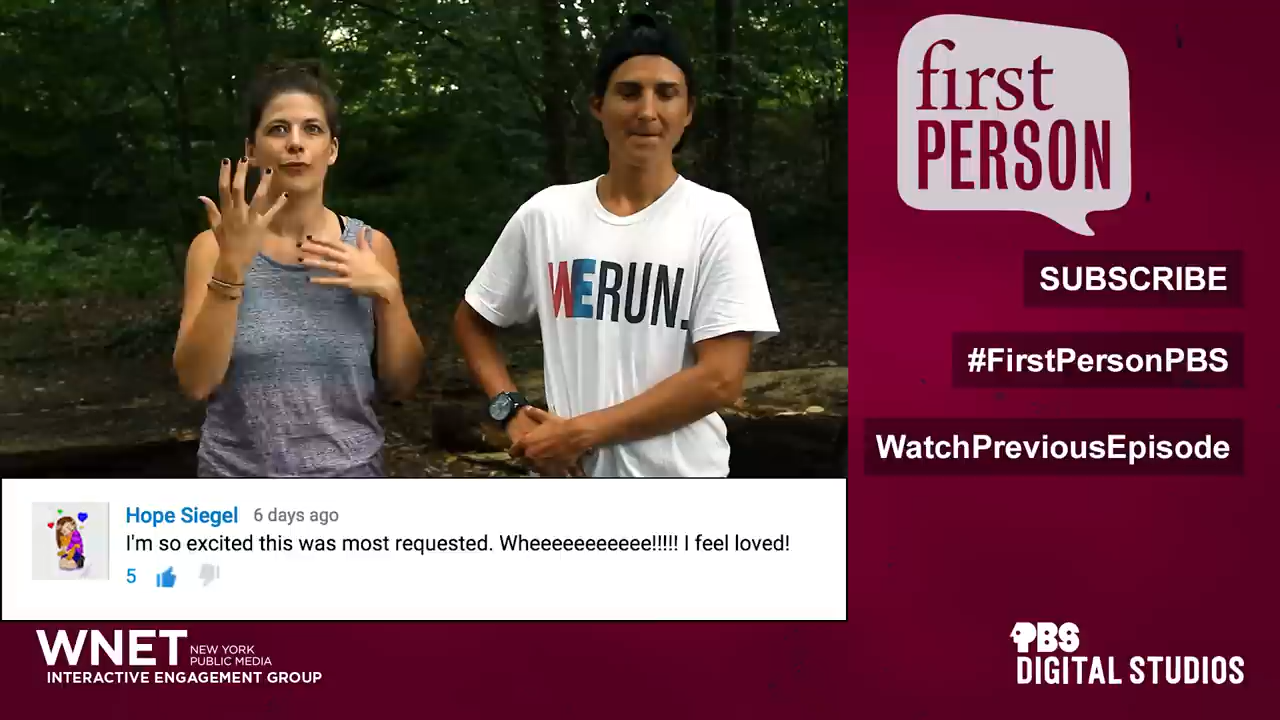 first
PERSON
SUBSCRIBE
#FirstPersonPBS
WatchPreviousEpisode
WERUN.
Hope Siegel 6 days ago
I'm so excited this was most requested. Wheeeeeeeeeee!!!!! I feel loved!
5
WNET NEW YORK
PUBLIC MEDIA
INTERACTIVE ENGAGEMENT GROUP
PBS
DIGITAL STUDIOS